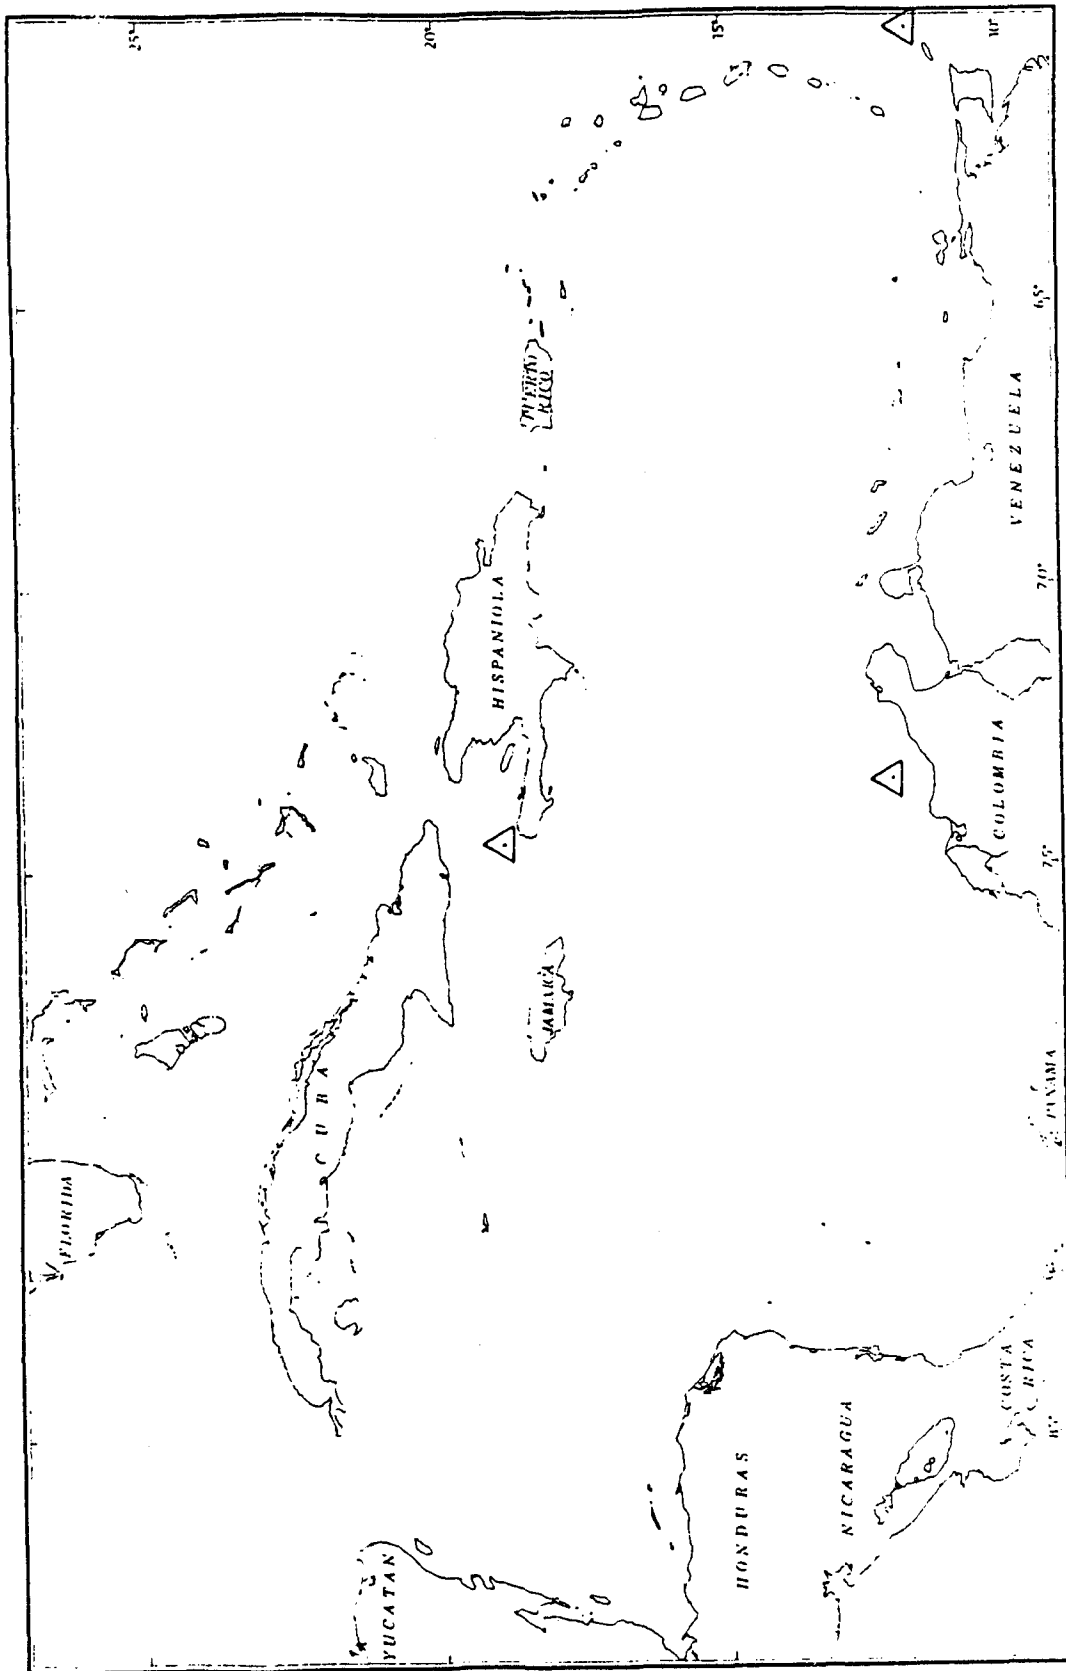 FLORIDA
CUBA
YUCATAN
JAMAICA
HISPANIOLA
PUERTO
RICO
HONDURAS
NICARAGUA
COSTA
RICA
PANAMA
COLOMBIA
VENEZUELA
25°
20°
15°
10°
65°
70°
75°